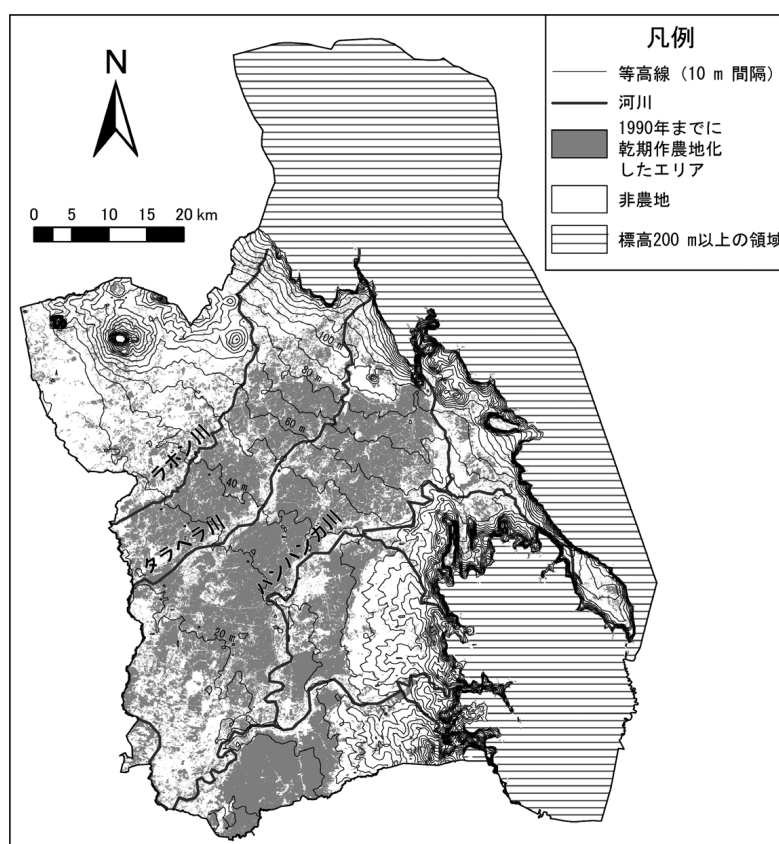 凡例
等高線 (10 m 間隔)
河川
1990年までに
乾期作農地化
したエリア
非農地
標高200 m以上の領域
N
0 5 10 15 20 km
100 m
80 m
60 m
ラボン川
40 m
タラベラ川
パンパンガ川
20 m